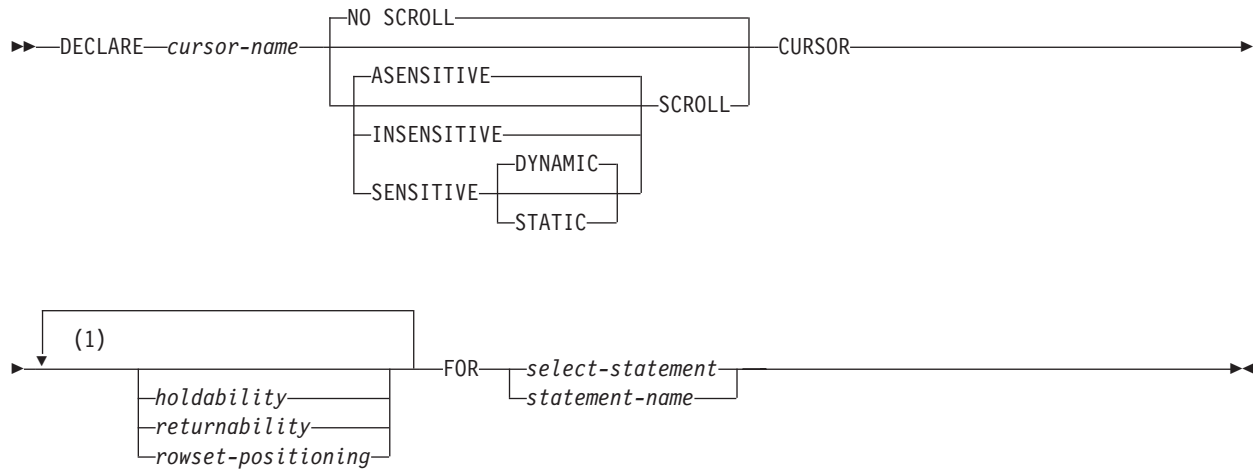 NO SCROLL
DECLARE cursor-name CURSOR
ASENSITIVE
SCROLL
INSENSITIVE
DYNAMIC
SENSITIVE
STATIC
(1)
FOR select-statement
holdability statement-name
returnability
rowset-positioning